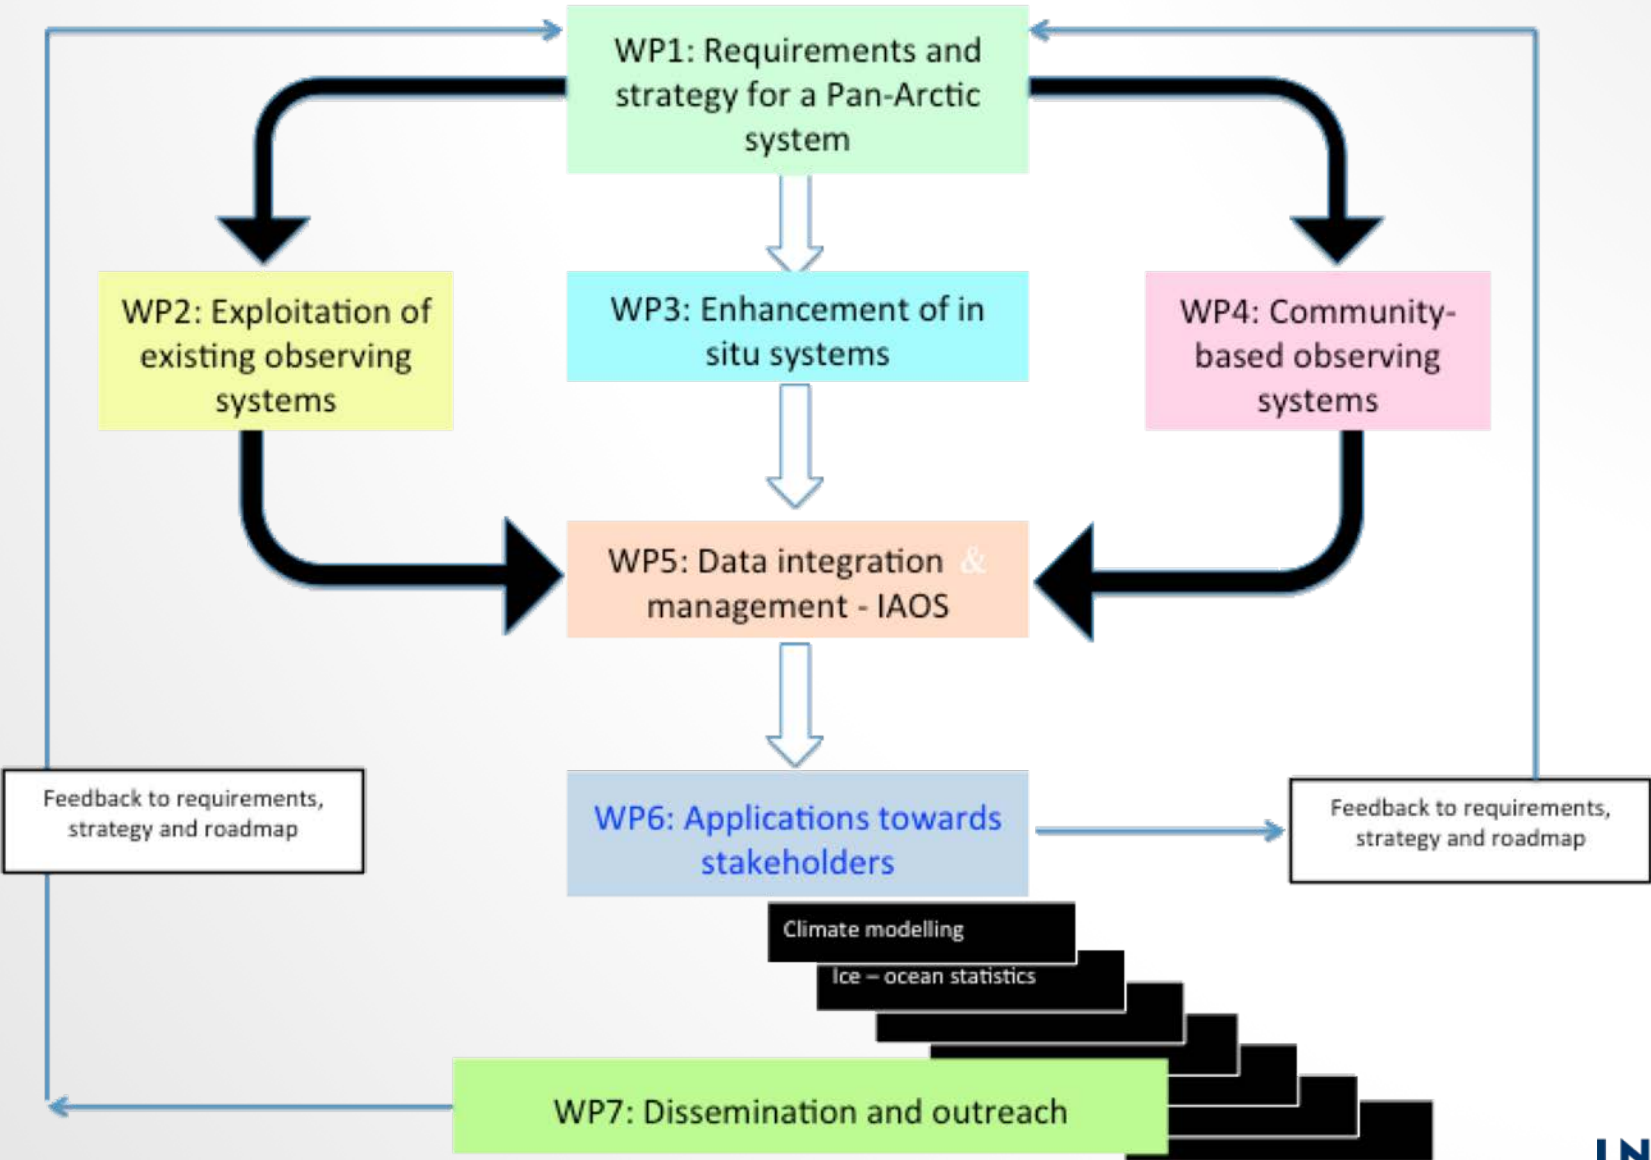 WP1: Requirements and
strategy for a Pan-Arctic
system
WP2: Exploitation of
existing observing
systems
WP3: Enhancement of in
situ systems
WP4: Community-
based observing
systems
WP5: Data integration &
management - IAOS
Feedback to requirements,
strategy and roadmap
WP6: Applications towards
stakeholders
Feedback to requirements,
strategy and roadmap
Climate modelling
Ice – ocean statistics
WP7: Dissemination and outreach